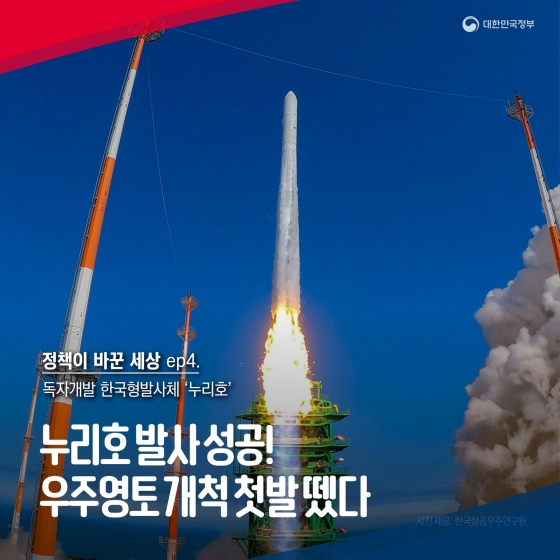 대한민국정부
정책이 바꾼 세상 ep4.
독자개발 한국형발사체 ‘누리호’
누리호 발사 성공!
우주영토 개척 첫발 뗐다
사진 제공: 한국항공우주연구원